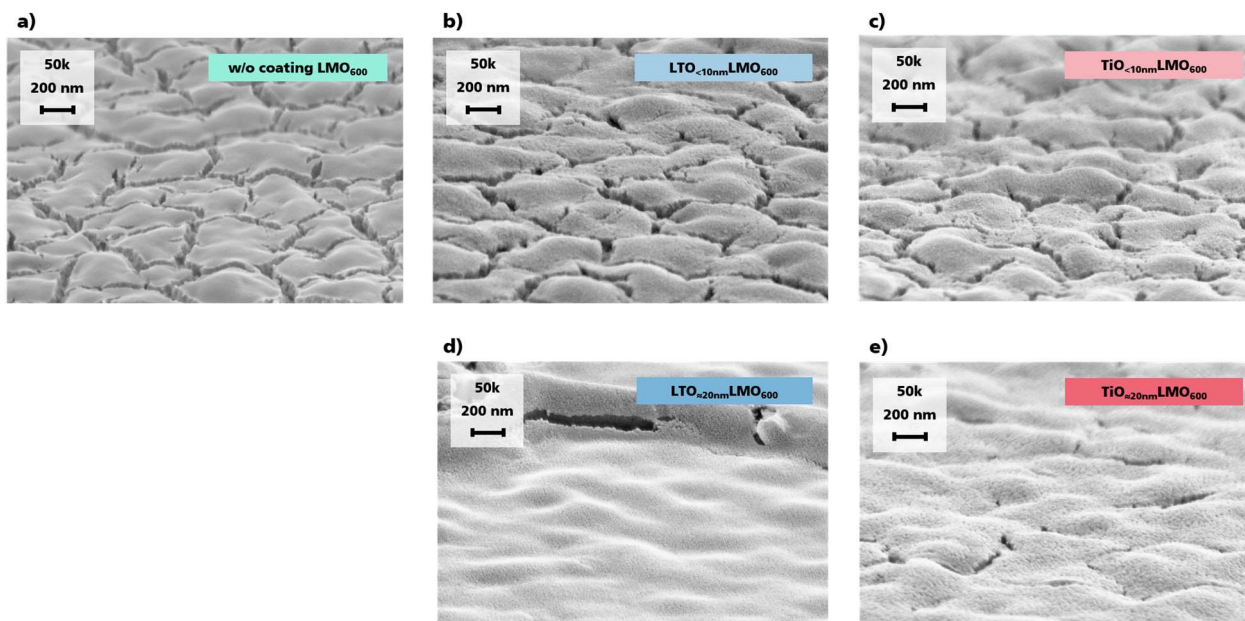 a)
50k
200 nm
w/o coating LMO₆₀₀
b)
50k
200 nm
LTO<10nmLMO₆₀₀
c)
50k
200 nm
TiO<10nmLMO₆₀₀
d)
50k
200 nm
LTO≈20nmLMO₆₀₀
e)
50k
200 nm
TiO≈20nmLMO₆₀₀